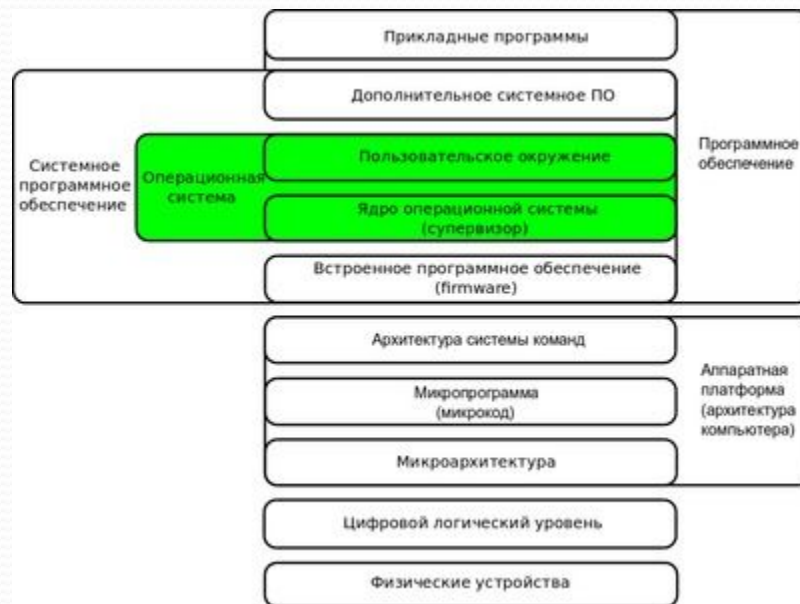 Прикладные программы
Дополнительное системное ПО
Пользовательское окружение
Ядро операционной системы
(супервизор)
Встроенное программное обеспечение
(firmware)
Системное
программное
обеспечение
Операционная
система
Программное
обеспечение
Архитектура системы команд
Микропрограмма
(микрокод)
Микроархитектура
Аппаратная
платформа
(архитектура
компьютера)
Цифровой логический уровень
Физические устройства